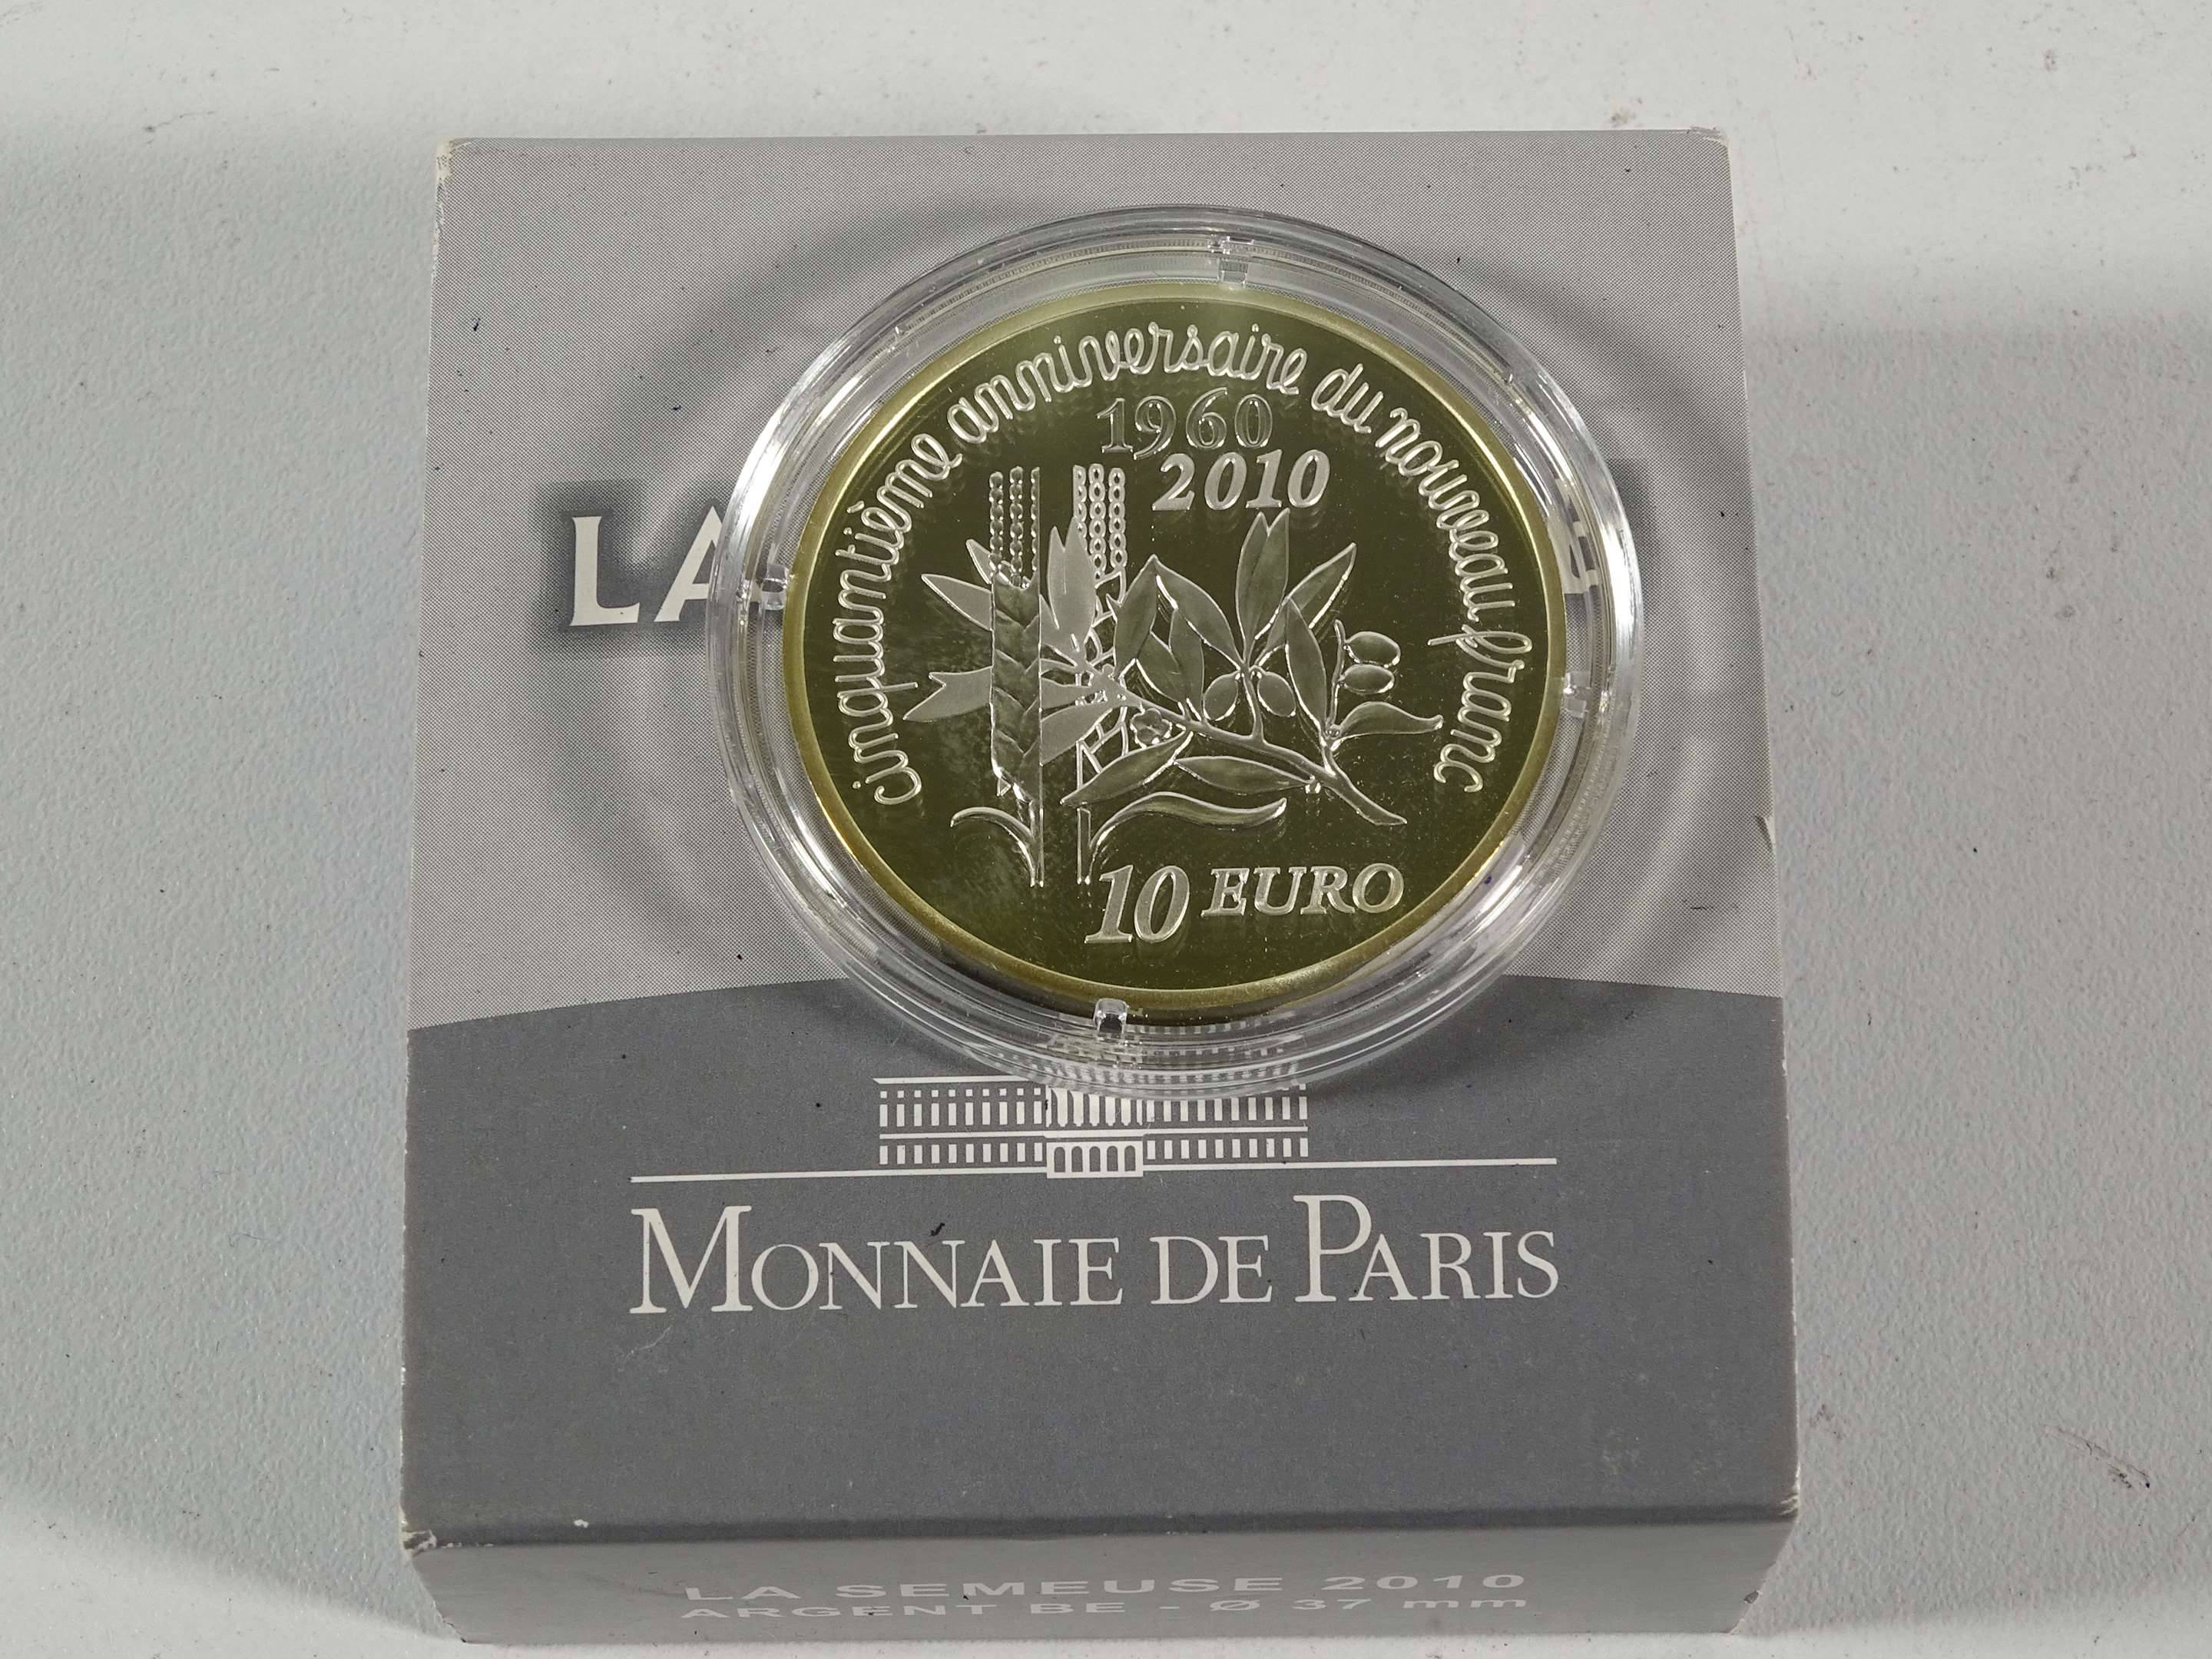 cinquantième anniversaire du nouveau franc
1960
2010
10 EURO
LA
MONNAIE DE PARIS
LA SEMEUSE 2010
ARGENT BE - Ø 37 mm